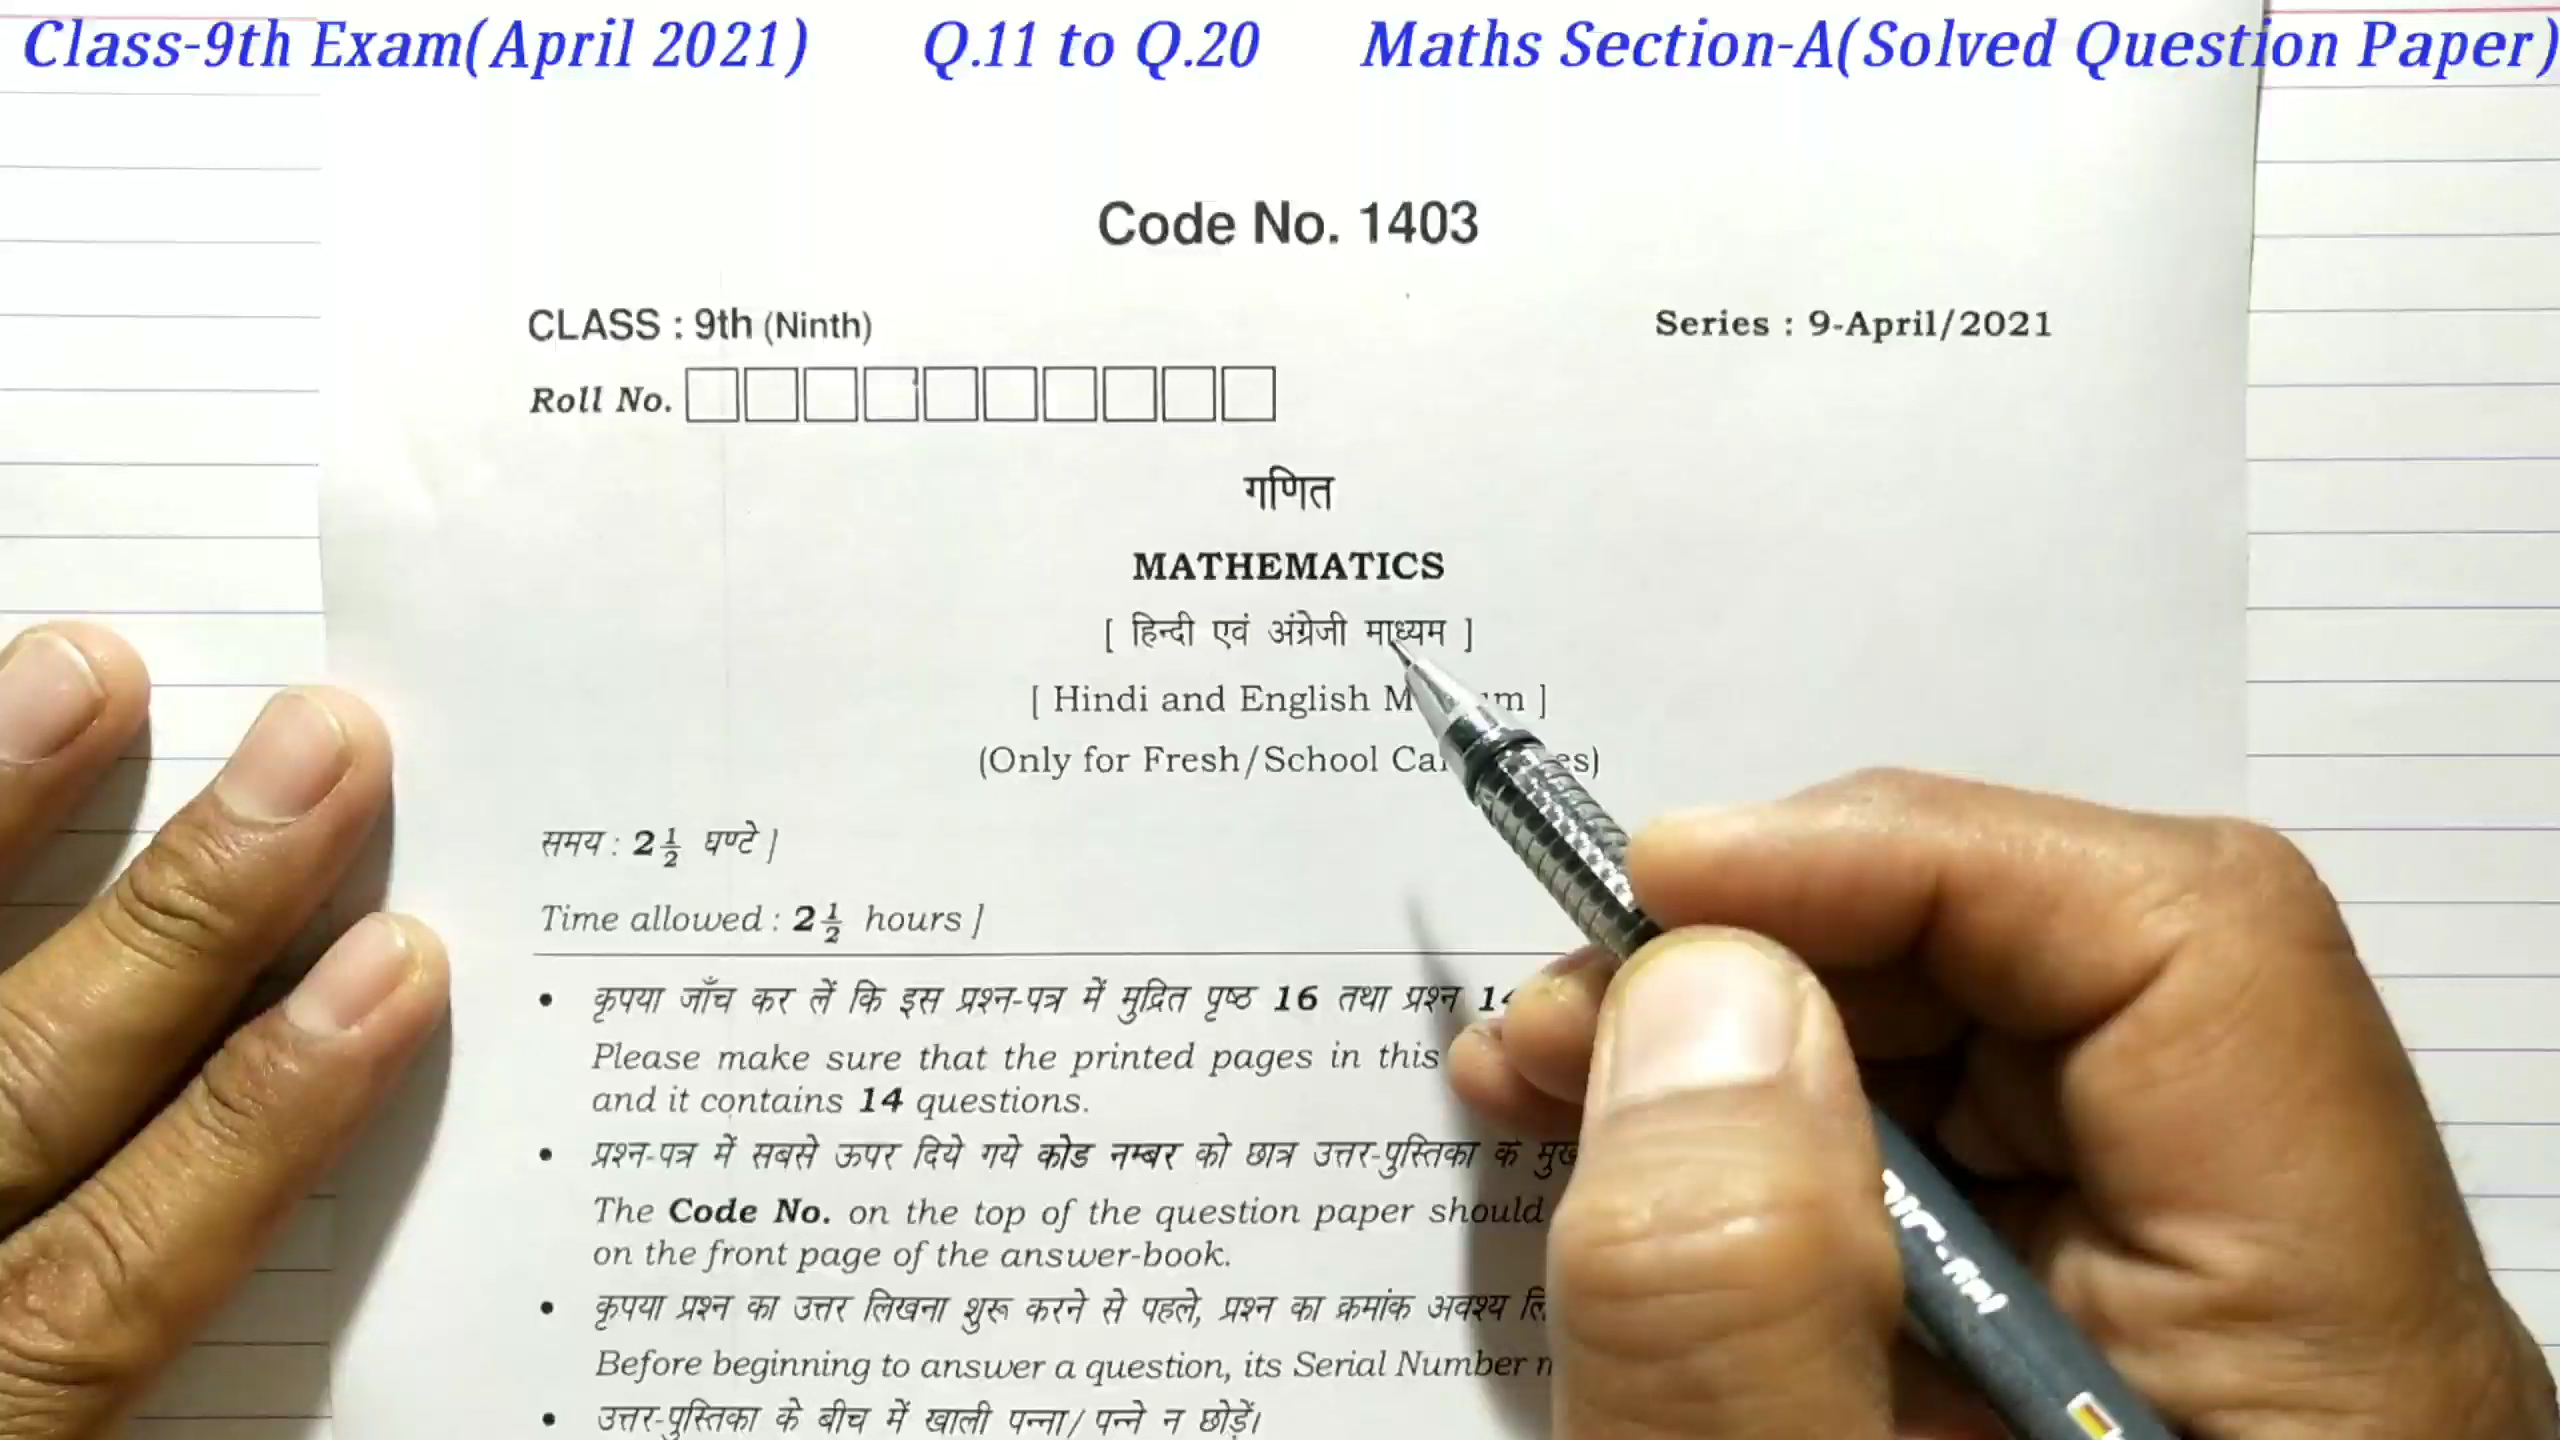 Class-9th Exam(April 2021) Q.11 to Q.20 Maths Section-A(Solved Question Paper)
Code No. 1403
CLASS : 9th (Ninth) Series : 9-April/2021
Roll No.
गणित
MATHEMATICS
[ हिन्दी एवं अंग्रेजी माध्यम ]
[ Hindi and English ]
(Only for Fresh/School
समय : 2 1/2 घण्टे ]
Time allowed : 2 1/2 hours ]
• कृपया जाँच कर लें कि इस प्रश्न-पत्र में मुद्रित पृष्ठ 16 तथा प्रश्न
Please make sure that the printed pages in this
and it contains 14 questions.
• प्रश्न-पत्र में सबसे ऊपर दिये गये कोड नम्बर को छात्र उत्तर-पुस्तिका के
The Code No. on the top of the question paper should
on the front page of the answer-book.
• कृपया प्रश्न का उत्तर लिखना शुरू करने से पहले, प्रश्न का क्रमांक अवश्य
Before beginning to answer a question, its Serial Number
• उत्तर-पुस्तिका के बीच में खाली पन्ना/ पन्ने न छोड़ें।